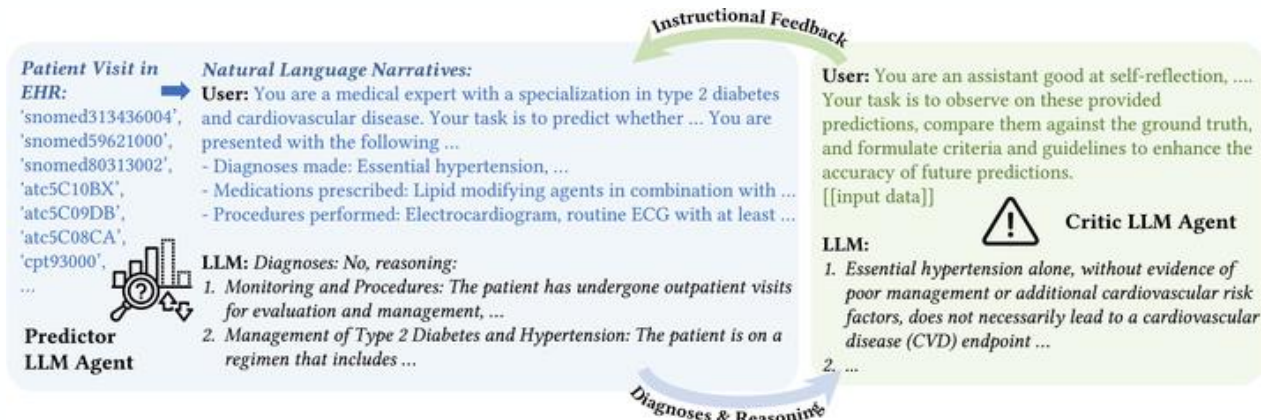 Instructional Feedback
Patient Visit in
EHR:
'snomed313436004',
'snomed59621000',
'snomed80313002',
'atc5C10BX',
'atc5C09DB',
'atc5C08CA',
'cpt93000',
...
Predictor
LLM Agent
Natural Language Narratives:
User: You are a medical expert with a specialization in type 2 diabetes
and cardiovascular disease. Your task is to predict whether ... You are
presented with the following ...
- Diagnoses made: Essential hypertension, ...
- Medications prescribed: Lipid modifying agents in combination with ...
- Procedures performed: Electrocardiogram, routine ECG with at least ...
LLM: Diagnoses: No, reasoning:
1. Monitoring and Procedures: The patient has undergone outpatient visits
for evaluation and management, ...
2. Management of Type 2 Diabetes and Hypertension: The patient is on a
regimen that includes ...
User: You are an assistant good at self-reflection, ....
Your task is to observe on these provided
predictions, compare them against the ground truth,
and formulate criteria and guidelines to enhance the
accuracy of future predictions.
[[input data]]
Critic LLM Agent
LLM:
1. Essential hypertension alone, without evidence of
poor management or additional cardiovascular risk
factors, does not necessarily lead to a cardiovascular
disease (CVD) endpoint ...
2. ...
Diagnoses & Reasoning